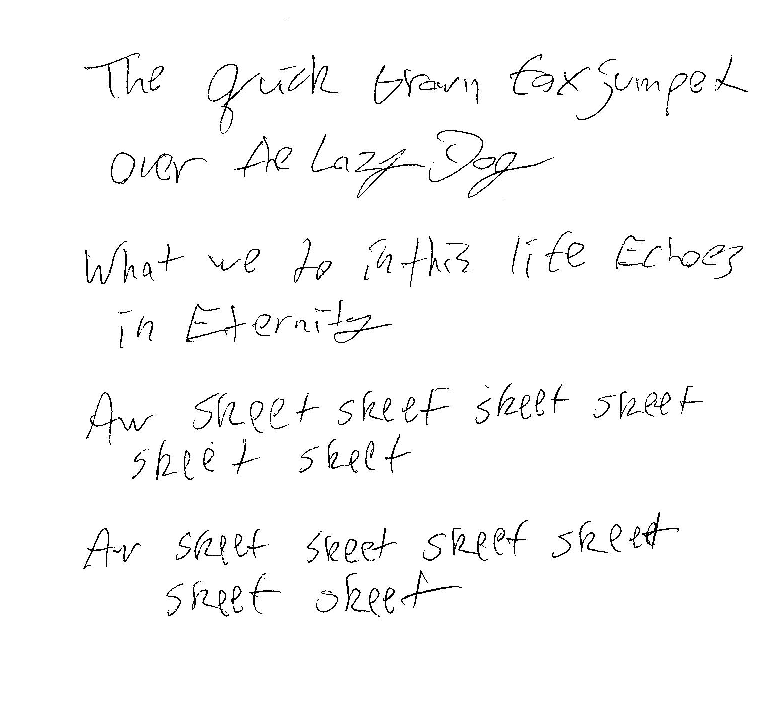 The quick brown fox jumped
over the Lazy Dog
What we do in this life Echoes
in Eternity
Aw skeet skeet skeet skeet
skeet skeet
Aw skeet skeet skeet skeet
skeet skeet